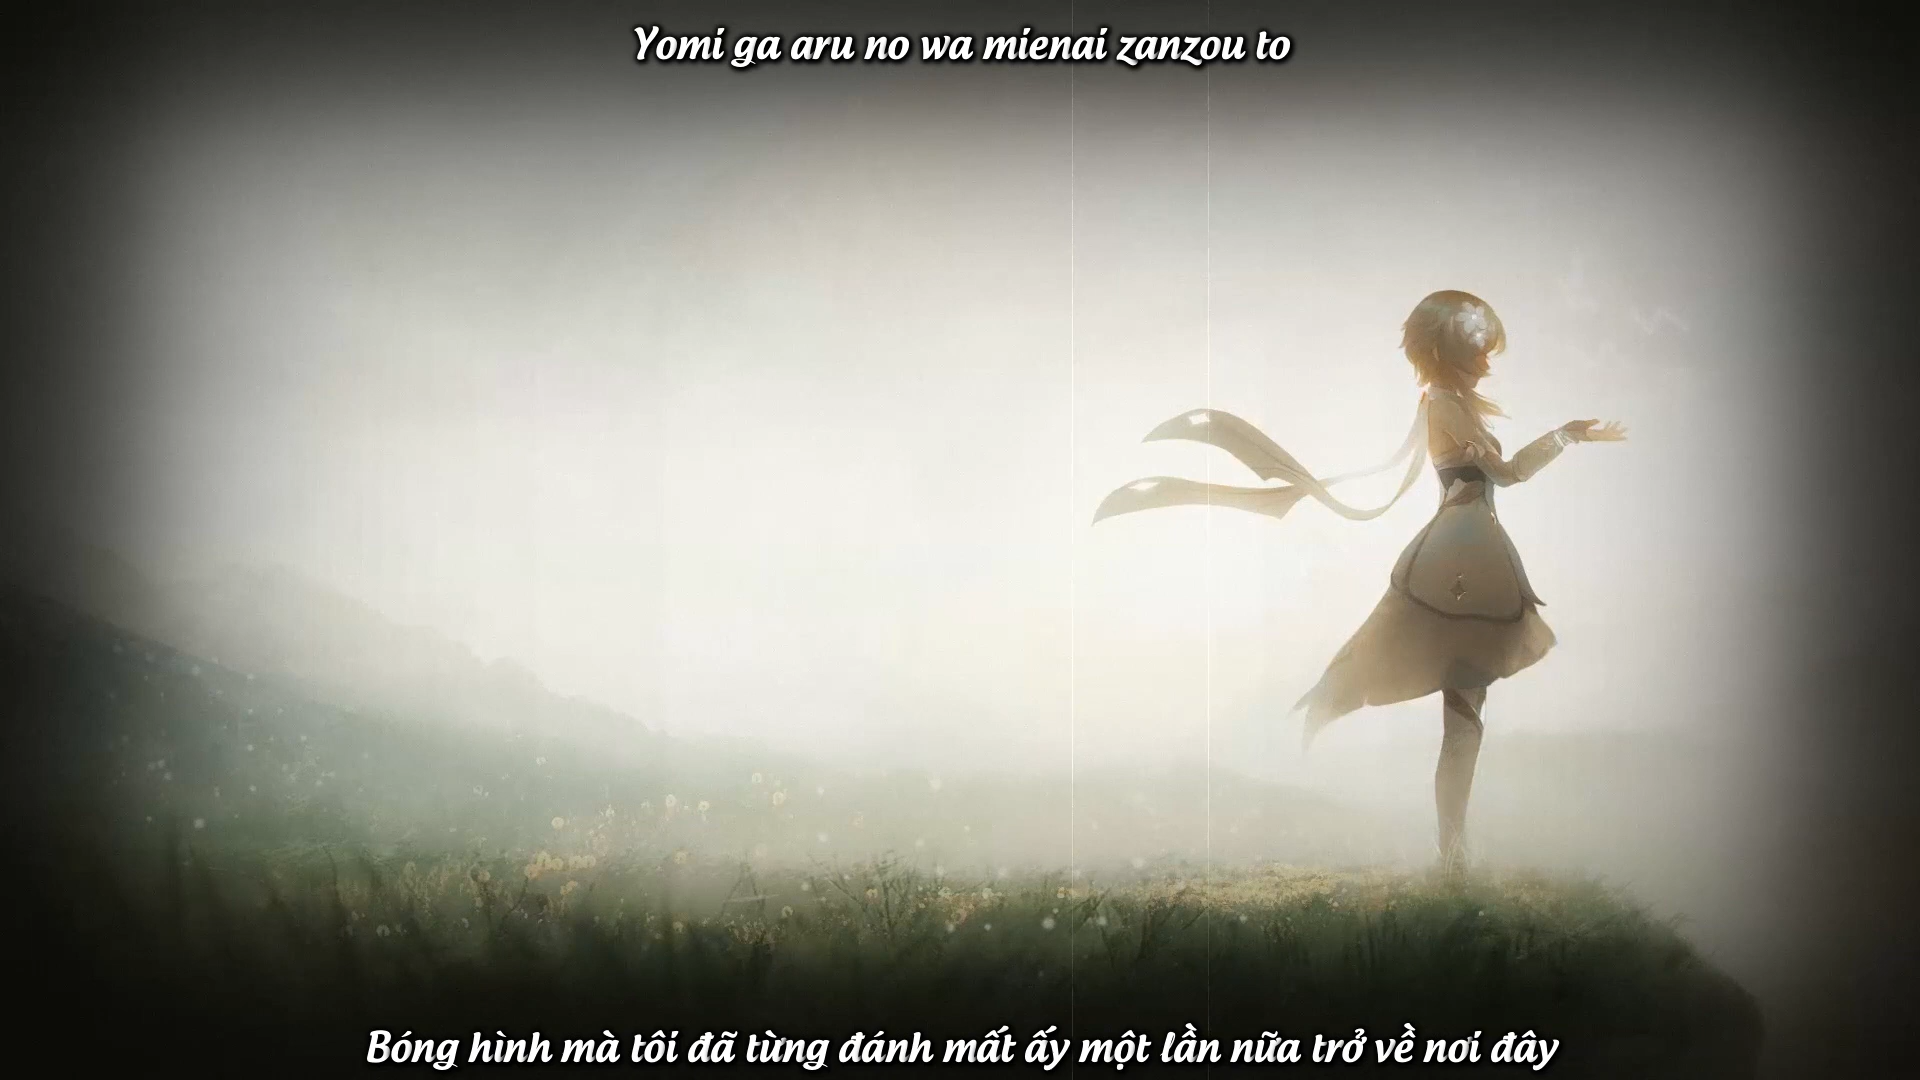 Yomi ga aru no wa mienai zanzou to
Bóng hình mà tôi đã từng đánh mất ấy một lần nữa trở về nơi đây